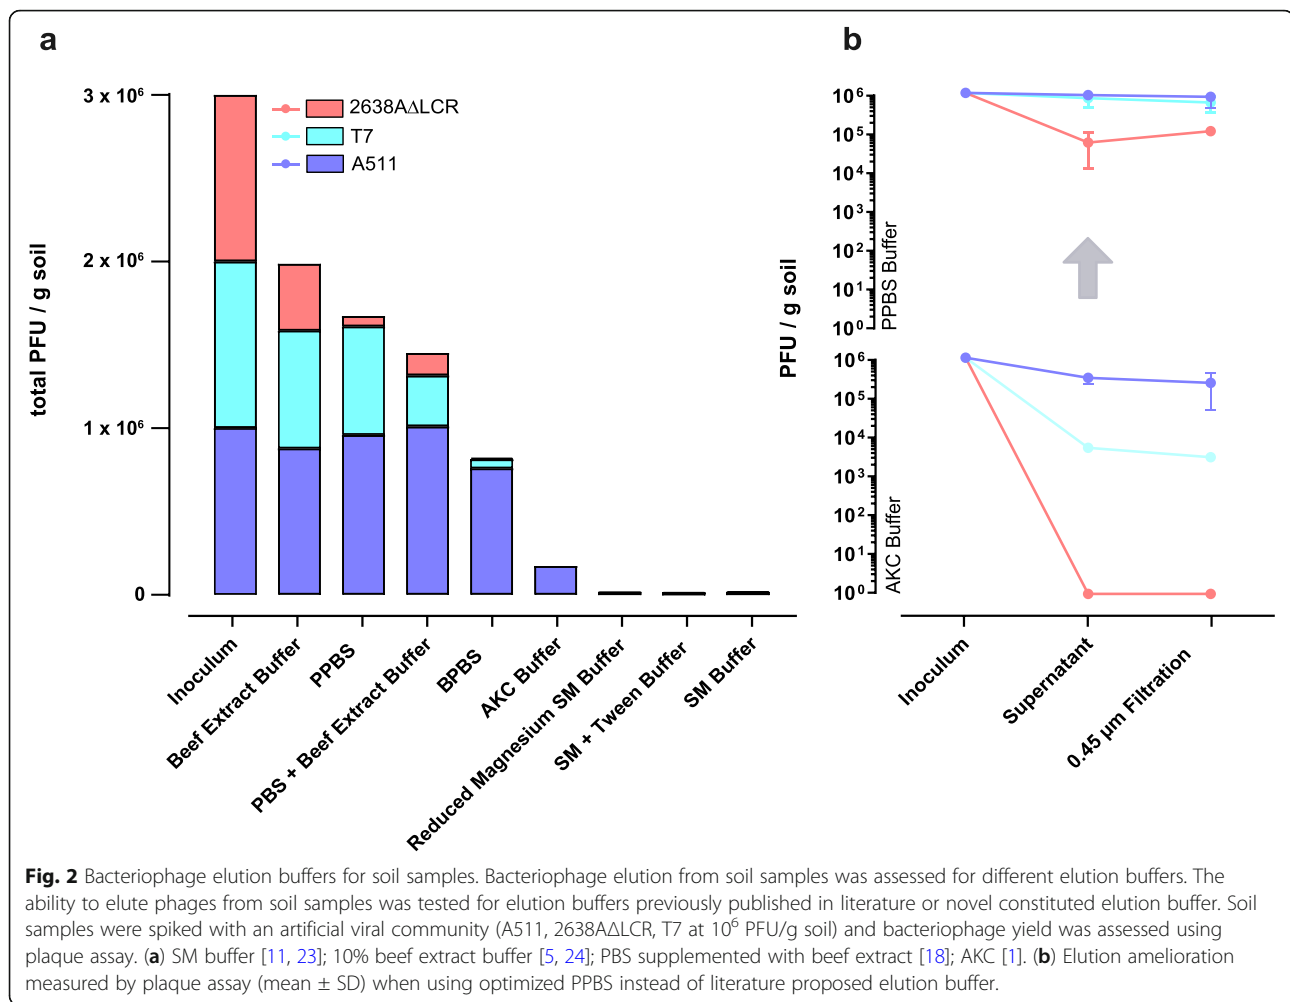 a
total PFU / g soil
3 x 10⁶
2 x 10⁶
1 x 10⁶
0
2638AΔLCR
T7
A511
Inoculum
Beef Extract Buffer
PPBS
PBS + Beef Extract Buffer
BPBS
AKC Buffer
Reduced Magnesium SM Buffer
SM + Tween Buffer
SM Buffer
b
PFU / g soil
10⁶
10⁵
10⁴
10³
10²
10¹
10⁰
PPBS Buffer
10⁶
10⁵
10⁴
10³
10²
10¹
10⁰
AKC Buffer
Inoculum
Supernatant
0.45 µm Filtration
Fig. 2 Bacteriophage elution buffers for soil samples. Bacteriophage elution from soil samples was assessed for different elution buffers. The
ability to elute phages from soil samples was tested for elution buffers previously published in literature or novel constituted elution buffer. Soil
samples were spiked with an artificial viral community (A511, 2638AΔLCR, T7 at 10⁶ PFU/g soil) and bacteriophage yield was assessed using
plaque assay. (a) SM buffer [11, 23]; 10% beef extract buffer [5, 24]; PBS supplemented with beef extract [18]; AKC [1]. (b) Elution amelioration
measured by plaque assay (mean ± SD) when using optimized PPBS instead of literature proposed elution buffer.